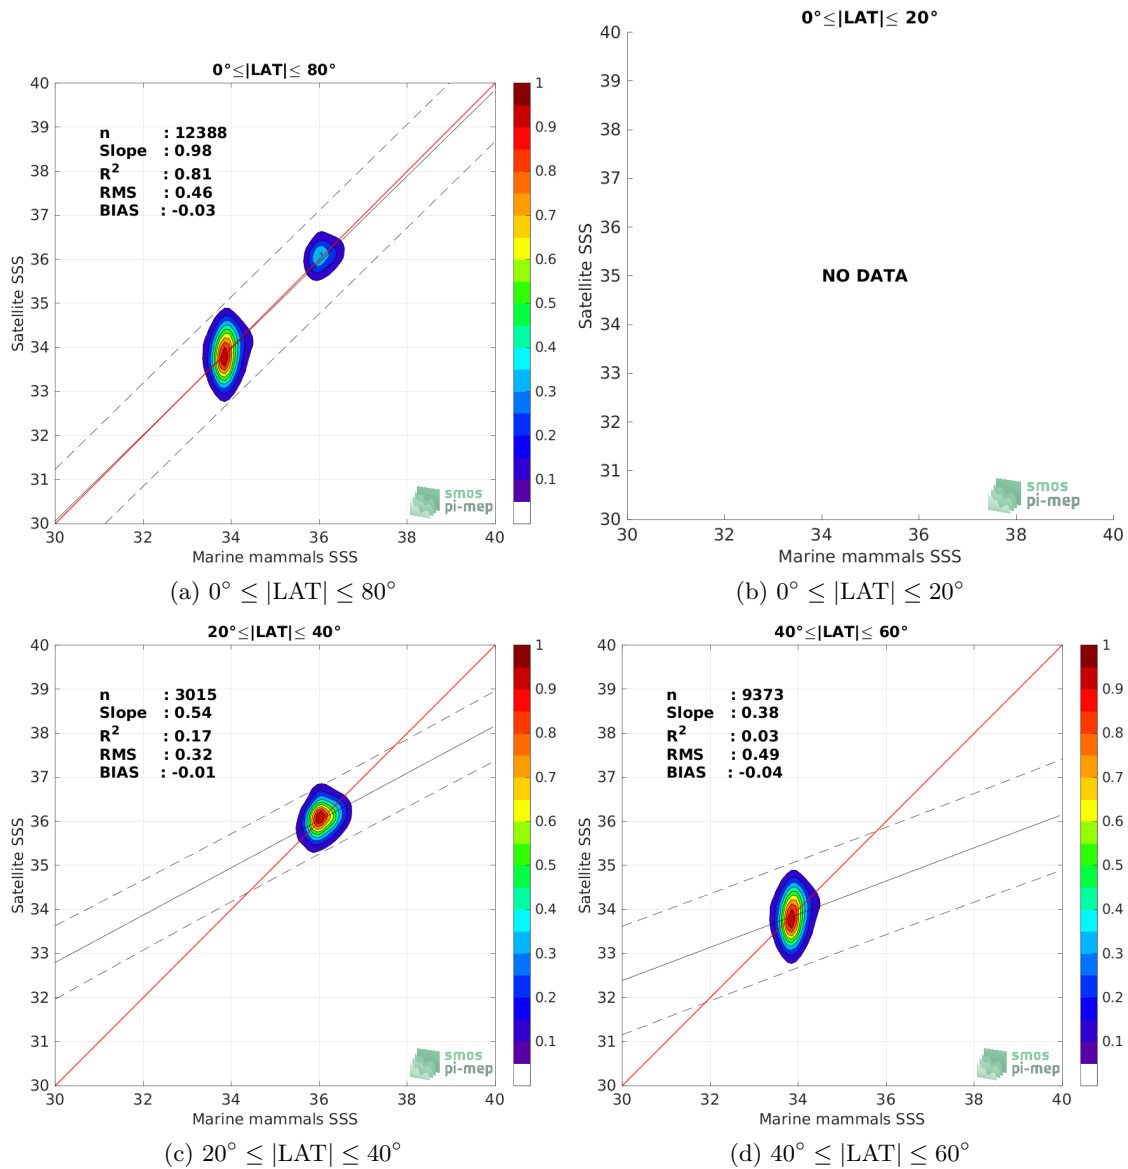 0°≤|LAT|≤ 80°
40
39
38
37
36
35
34
33
32
31
30
Satellite SSS
n : 12388
Slope : 0.98
R² : 0.81
RMS : 0.46
BIAS : -0.03
smos
pi-mep
30 32 34 36 38 40
Marine mammals SSS
1
0.9
0.8
0.7
0.6
0.5
0.4
0.3
0.2
0.1
(a) 0° ≤ |LAT| ≤ 80°
0°≤|LAT|≤ 20°
40
39
38
37
36
35
34
33
32
31
30
Satellite SSS
NO DATA
smos
pi-mep
30 32 34 36 38 40
Marine mammals SSS
(b) 0° ≤ |LAT| ≤ 20°
20°≤|LAT|≤ 40°
40
39
38
37
36
35
34
33
32
31
30
Satellite SSS
n : 3015
Slope : 0.54
R² : 0.17
RMS : 0.32
BIAS : -0.01
smos
pi-mep
30 32 34 36 38 40
Marine mammals SSS
1
0.9
0.8
0.7
0.6
0.5
0.4
0.3
0.2
0.1
(c) 20° ≤ |LAT| ≤ 40°
40°≤|LAT|≤ 60°
40
39
38
37
36
35
34
33
32
31
30
Satellite SSS
n : 9373
Slope : 0.38
R² : 0.03
RMS : 0.49
BIAS : -0.04
smos
pi-mep
30 32 34 36 38 40
Marine mammals SSS
1
0.9
0.8
0.7
0.6
0.5
0.4
0.3
0.2
0.1
(d) 40° ≤ |LAT| ≤ 60°